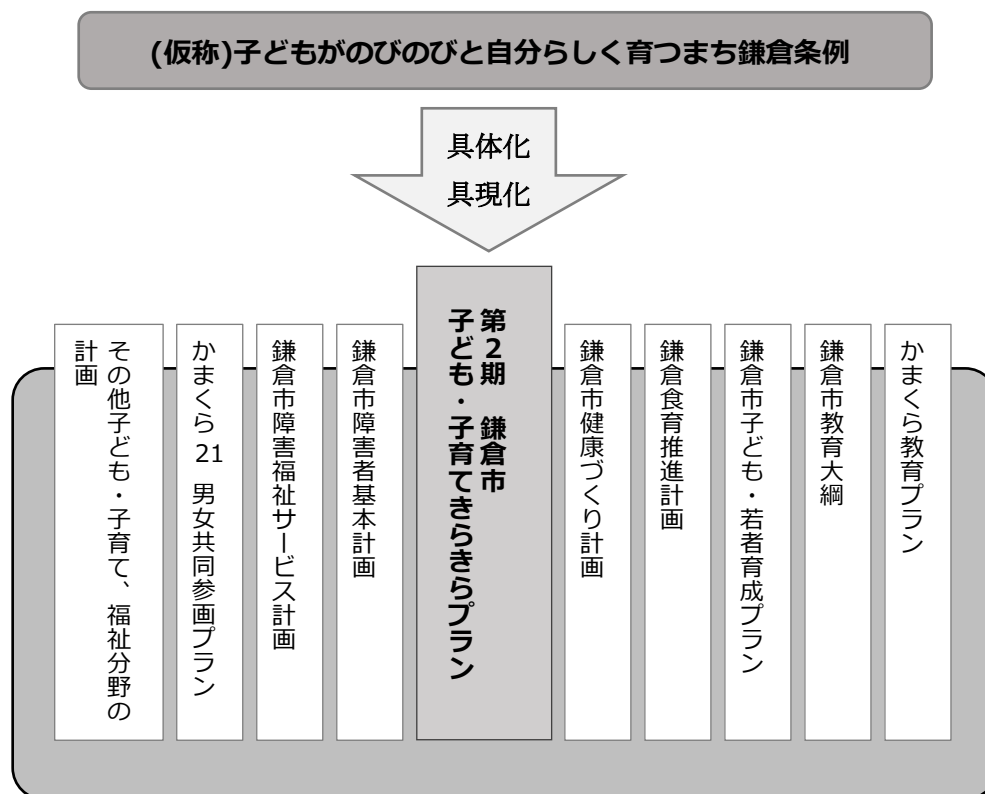 (仮称)子どもがのびのびと自分らしく育つまち鎌倉条例
具体化
具現化
かまくら教育プラン
鎌倉市教育大綱
鎌倉市子ども・若者育成プラン
鎌倉食育推進計画
鎌倉市健康づくり計画
第2期 鎌倉市
子ども・子育てきらきらプラン
鎌倉市障害者基本計画
鎌倉市障害福祉サービス計画
かまくら 21 男女共同参画プラン
その他子ども・子育て、福祉分野の
計画